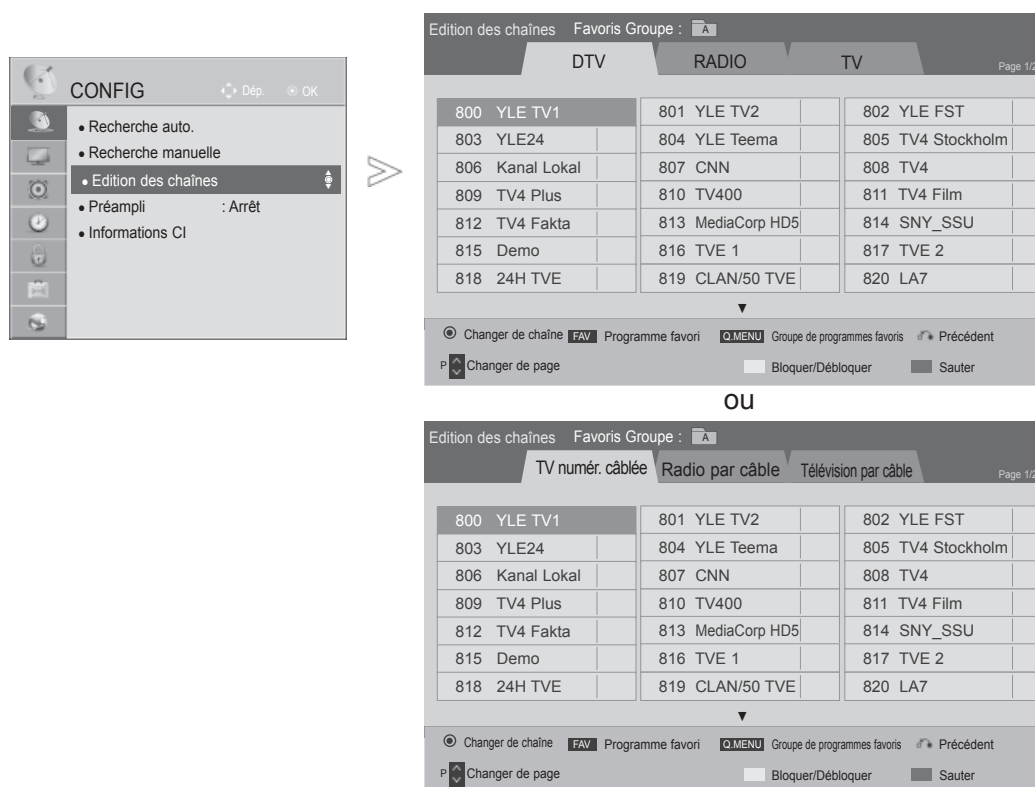 CONFIG Dép. OK
• Recherche auto.
• Recherche manuelle
• Edition des chaînes
• Préampli : Arrêt
• Informations CI
Edition des chaînes Favoris Groupe : A
DTV RADIO TV Page 1/2
800 YLE TV1 801 YLE TV2 802 YLE FST
803 YLE24 804 YLE Teema 805 TV4 Stockholm
806 Kanal Lokal 807 CNN 808 TV4
809 TV4 Plus 810 TV400 811 TV4 Film
812 TV4 Fakta 813 MediaCorp HD5 814 SNY_SSU
815 Demo 816 TVE 1 817 TVE 2
818 24H TVE 819 CLAN/50 TVE 820 LA7
Changer de chaîne FAV Programme favori Q.MENU Groupe de programmes favoris Précédent
P Changer de page Bloquer/Débloquer Sauter
ou
Edition des chaînes Favoris Groupe : A
TV numér. câblée Radio par câble Télévision par câble Page 1/2
800 YLE TV1 801 YLE TV2 802 YLE FST
803 YLE24 804 YLE Teema 805 TV4 Stockholm
806 Kanal Lokal 807 CNN 808 TV4
809 TV4 Plus 810 TV400 811 TV4 Film
812 TV4 Fakta 813 MediaCorp HD5 814 SNY_SSU
815 Demo 816 TVE 1 817 TVE 2
818 24H TVE 819 CLAN/50 TVE 820 LA7
Changer de chaîne FAV Programme favori Q.MENU Groupe de programmes favoris Précédent
P Changer de page Bloquer/Débloquer Sauter